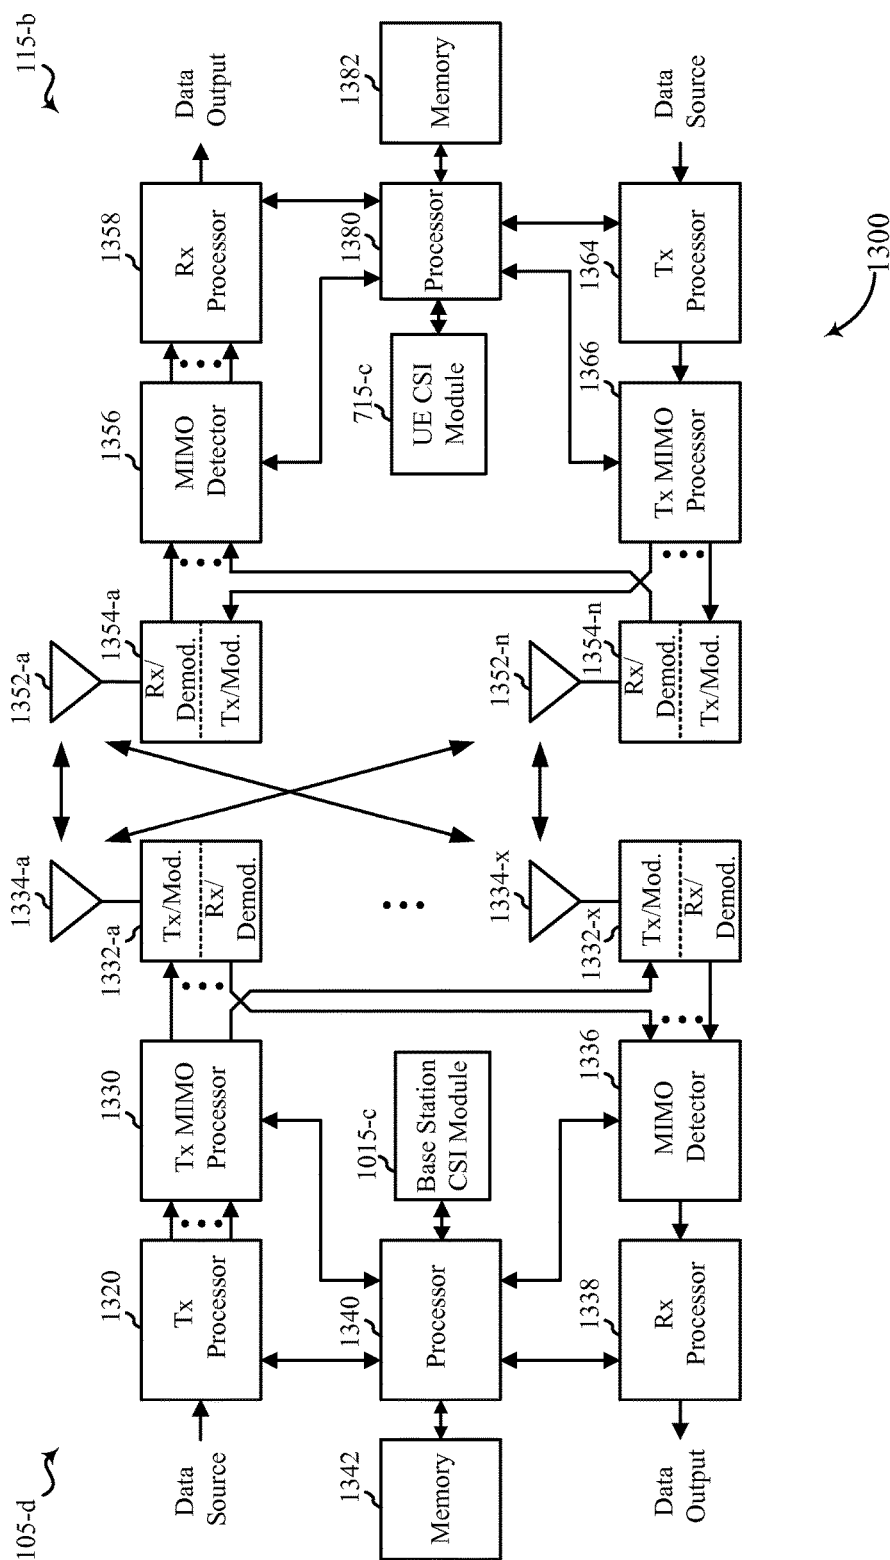 105-d
115-b
Data
Source
1320
Tx
Processor
1330
Tx MIMO
Processor
1332-a
Tx/Mod.
Rx/
Demod.
1334-a
1352-a
1354-a
Rx/
Demod.
Tx/Mod.
1356
MIMO
Detector
1358
Rx
Processor
Data
Output
1342
Memory
1340
Processor
1015-c
Base Station
CSI Module
715-c
UE CSI
Module
1380
Processor
1382
Memory
Data
Output
1338
Rx
Processor
1336
MIMO
Detector
1332-x
Tx/Mod.
Rx/
Demod.
1334-x
1352-n
1354-n
Rx/
Demod.
Tx/Mod.
1366
Tx MIMO
Processor
1364
Tx
Processor
Data
Source
1300